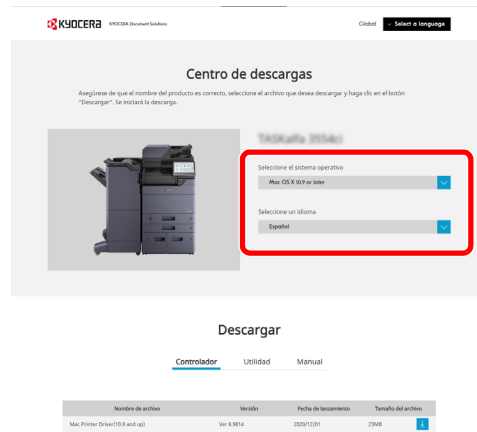 KYOCERA KYOCERA Document Solutions
Global Select a language
Centro de descargas
Asegúrese de que el nombre del producto es correcto, seleccione el archivo que desea descargar y haga clic en el botón
"Descargar". Se iniciará la descarga.
TASKalfa 3554ci
Seleccione el sistema operativo
Mac OS X 10.9 or later
Seleccione un idioma
Español
Descargar
Controlador Utilidad Manual
Nombre de archivo Versión Fecha de lanzamiento Tamaño del archivo
Mac Printer Driver(10.9 and up) Ver 8.9814 2020/12/01 23MB